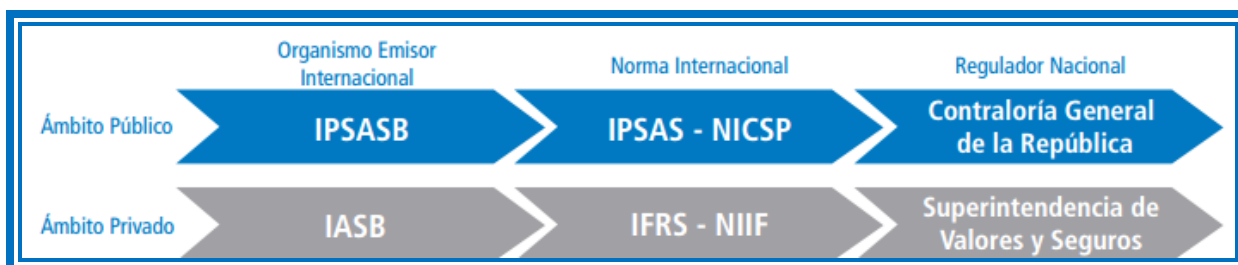 Organismo Emisor
Internacional
Norma Internacional
Regulador Nacional
Ámbito Público
IPSASB
IPSAS - NICSP
Contraloría General
de la República
Ámbito Privado
IASB
IFRS - NIIF
Superintendencia de
Valores y Seguros